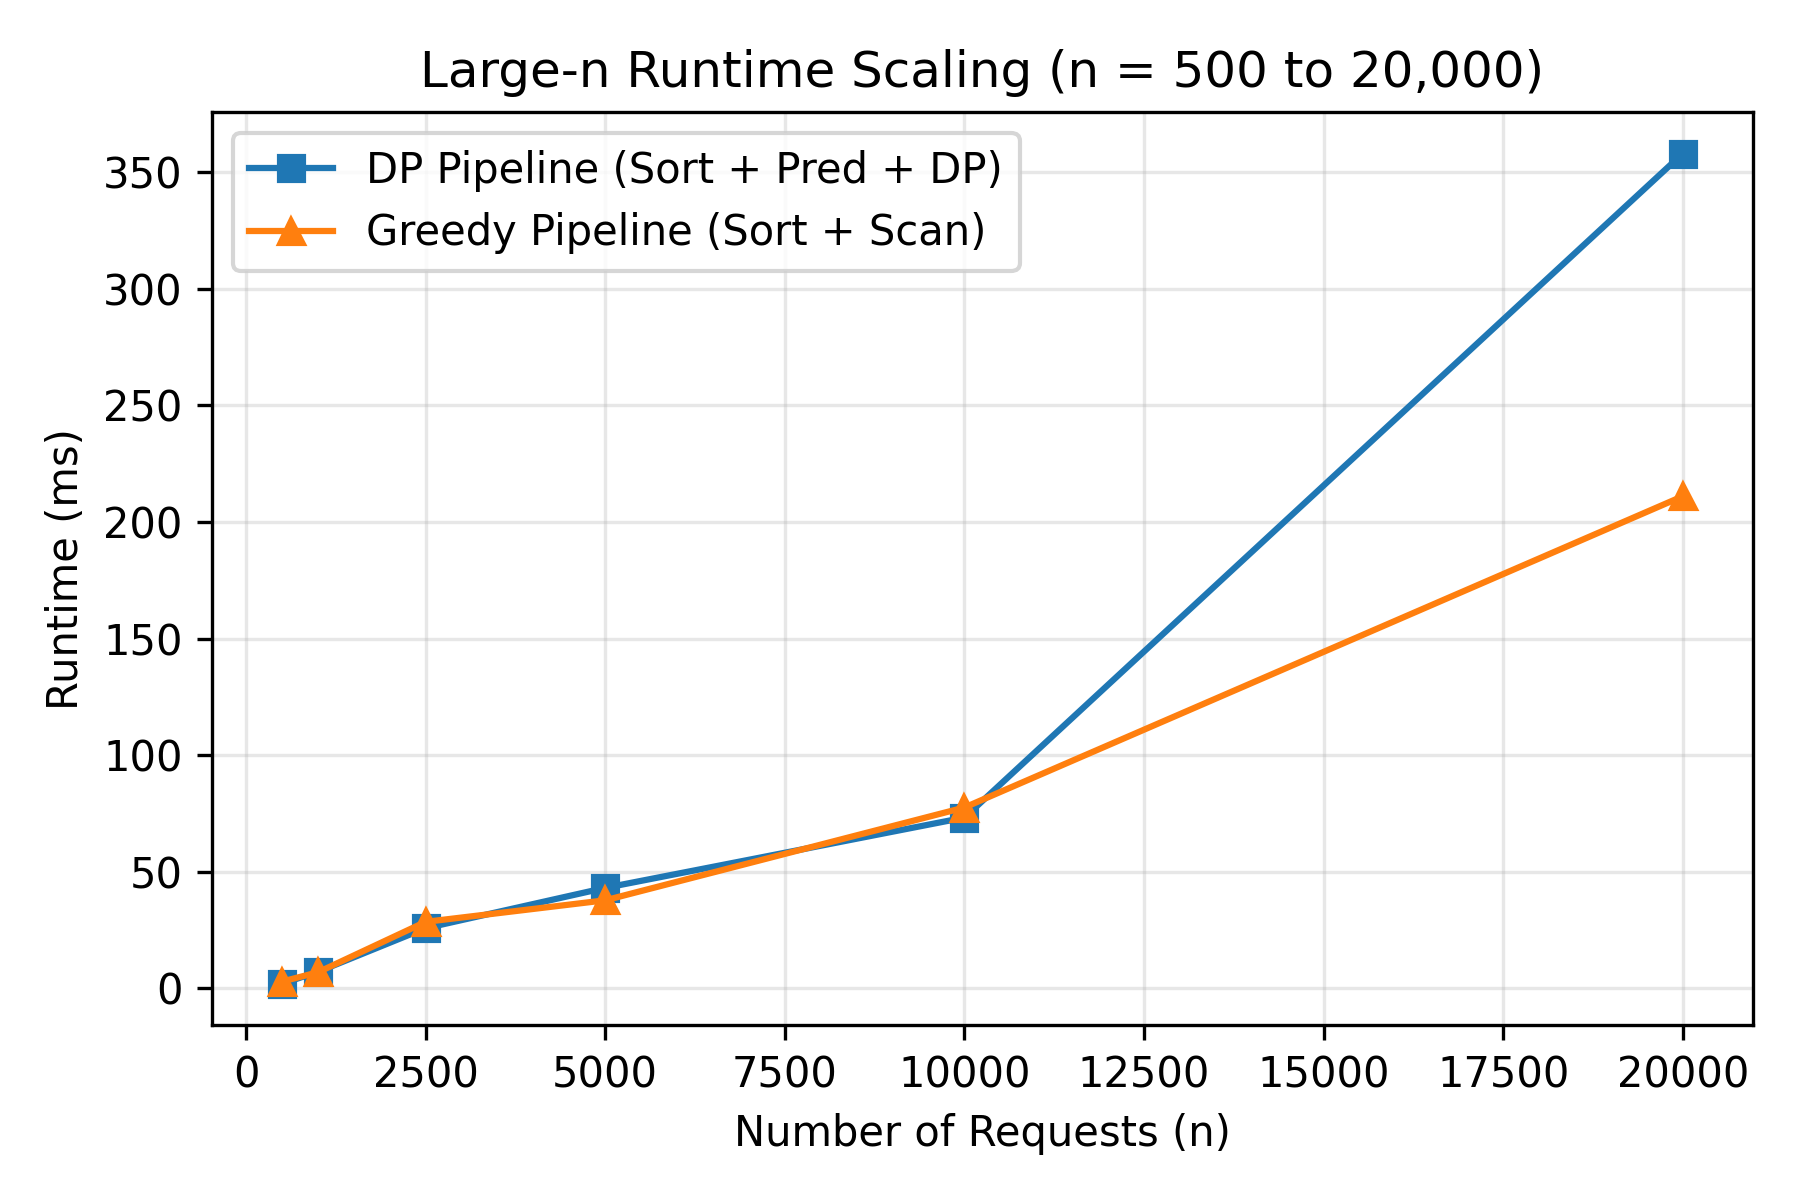 Large-n Runtime Scaling (n = 500 to 20,000)
DP Pipeline (Sort + Pred + DP)
Greedy Pipeline (Sort + Scan)
350
300
250
200
150
100
50
0
Runtime (ms)
0 2500 5000 7500 10000 12500 15000 17500 20000
Number of Requests (n)